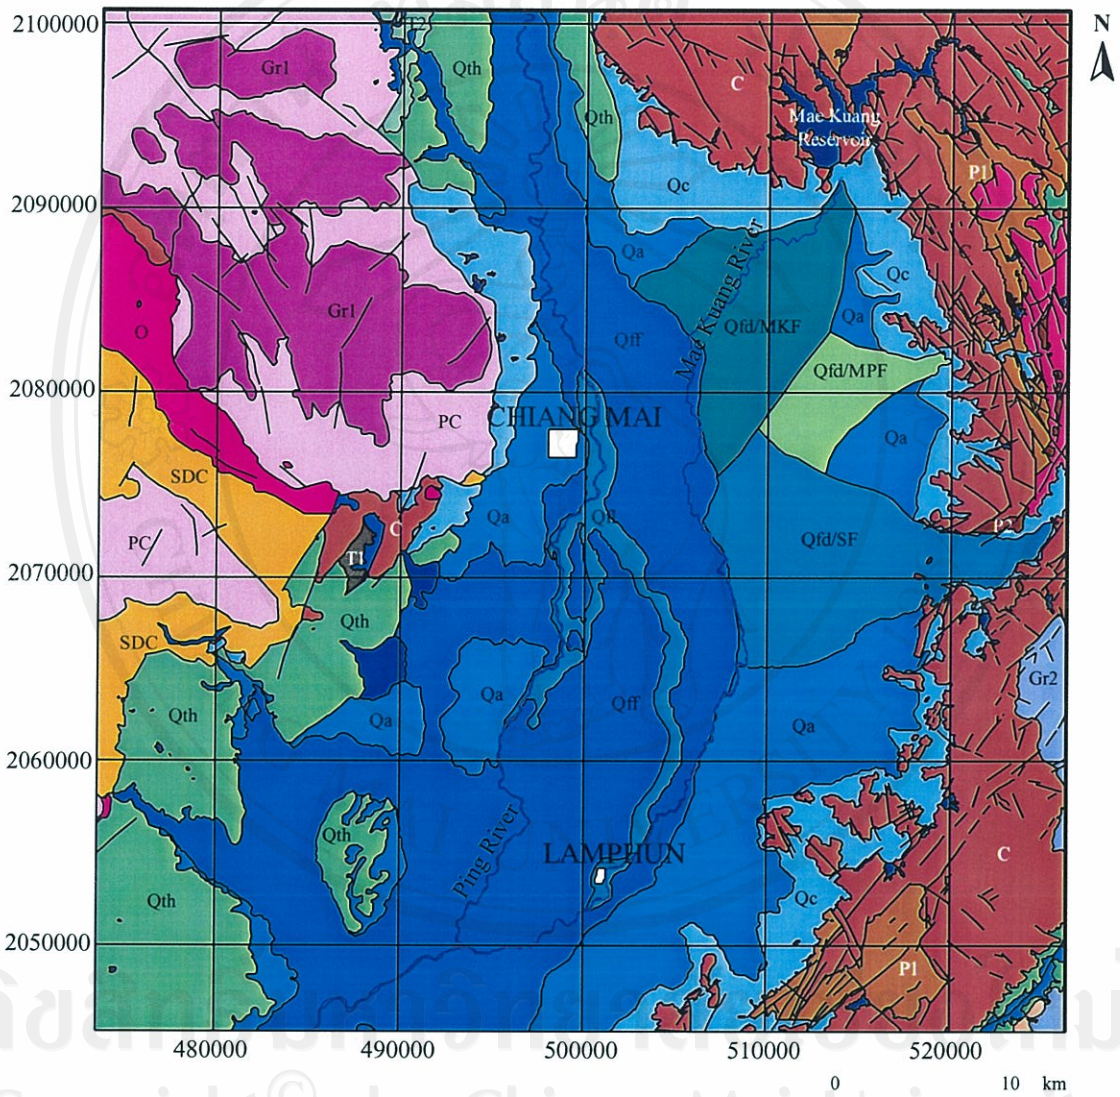 2100000
T2
N
Gr1
Qth
C
Qth
Mae Kuang
Reservoir
P1
Qc
2090000
Qa
Qc
Mae Kuang River
O
Gr1
Qff
Qfd/MKF
Qa
Qfd/MPF
2080000
PC
CHIANG MAI
Qa
SDC
PC
C
Qa
P2
T1
Qfd/SF
2070000
Qth
SDC
Gr2
Qth
Qa
Qa
Qff
Qa
2060000
Qth
Ping River
LAMPHUN
C
Qth
Qc
2050000
P1
480000
490000
500000
510000
520000
0
10 km